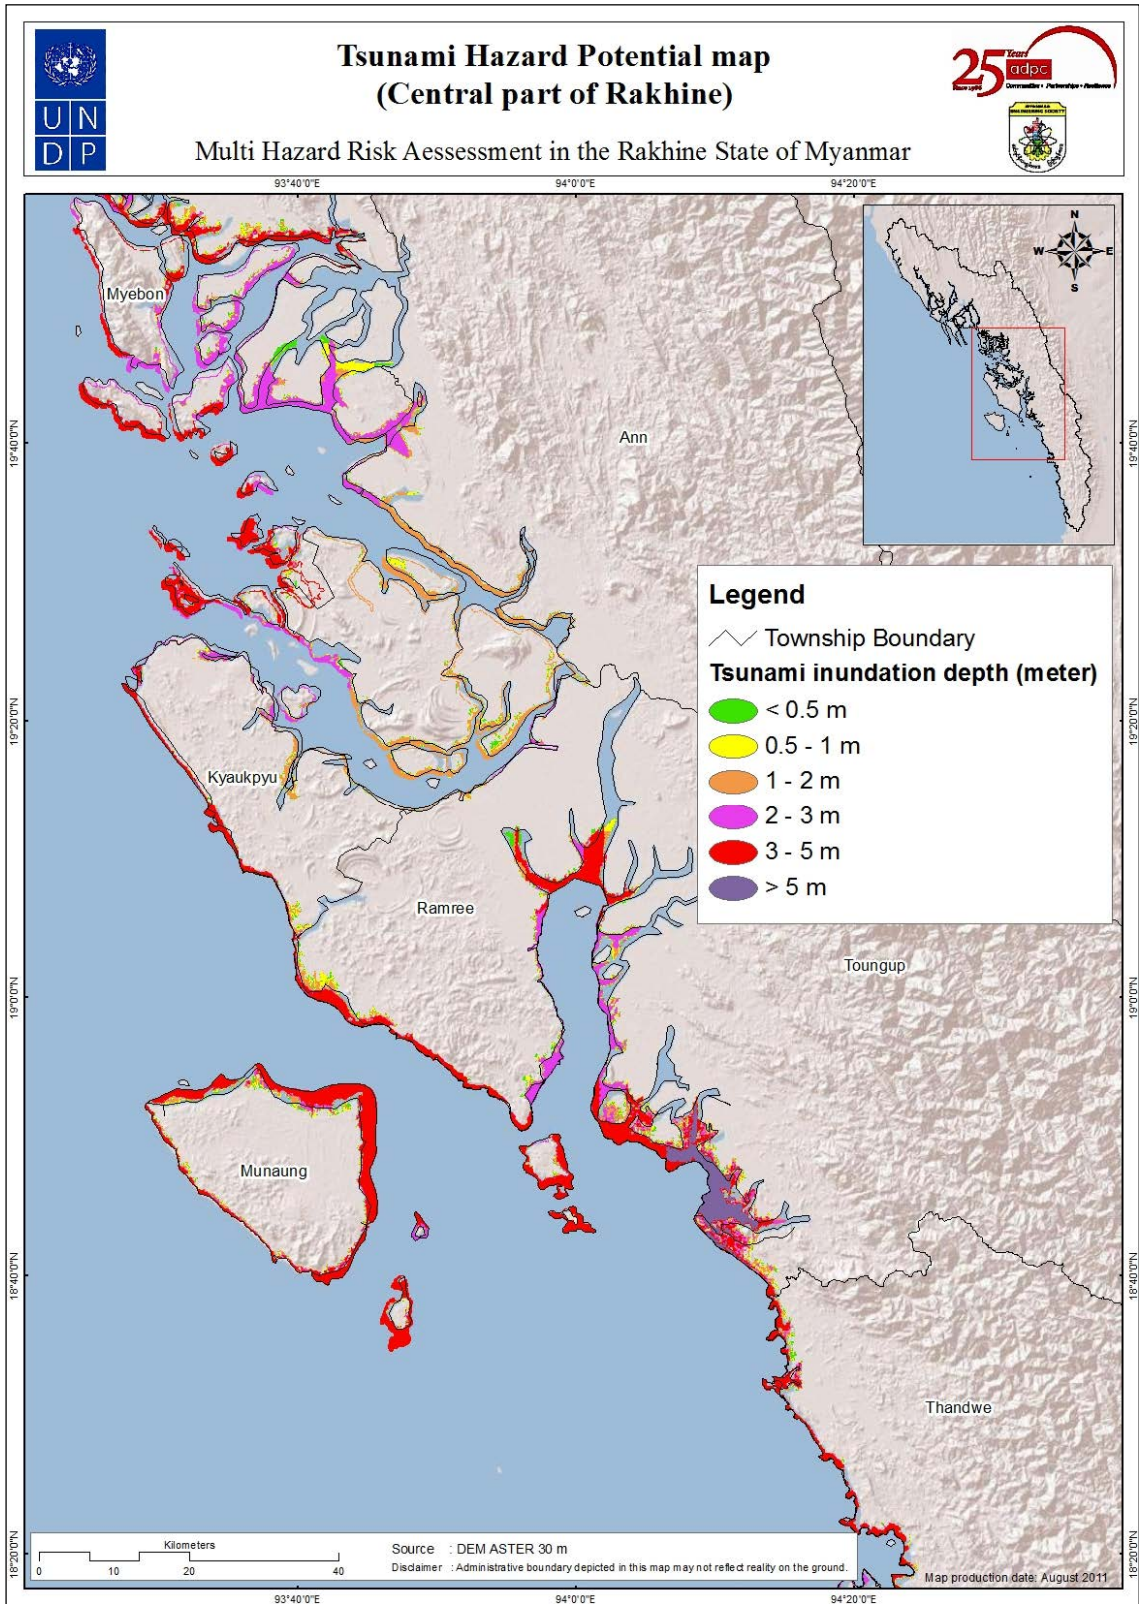 Tsunami Hazard Potential map
(Central part of Rakhine)
Multi Hazard Risk Aessessment in the Rakhine State of Myanmar
U N
D P
25 Years
adpc
Since 1986
Communities • Partnerships • Resilience
93°40'0"E
94°0'0"E
94°20'0"E
19°40'0"N
19°20'0"N
19°0'0"N
18°40'0"N
18°20'0"N
19°40'0"N
19°20'0"N
19°0'0"N
18°40'0"N
18°20'0"N
N
W E
S
Myebon
Ann
Kyaukpyu
Ramree
Toungup
Munaung
Thandwe
Legend
Township Boundary
Tsunami inundation depth (meter)
< 0.5 m
0.5 - 1 m
1 - 2 m
2 - 3 m
3 - 5 m
> 5 m
Kilometers
0 10 20 40
Source : DEM ASTER 30 m
Disclaimer : Administrative boundary depicted in this map may not reflect reality on the ground.
Map production date: August 2011
93°40'0"E
94°0'0"E
94°20'0"E